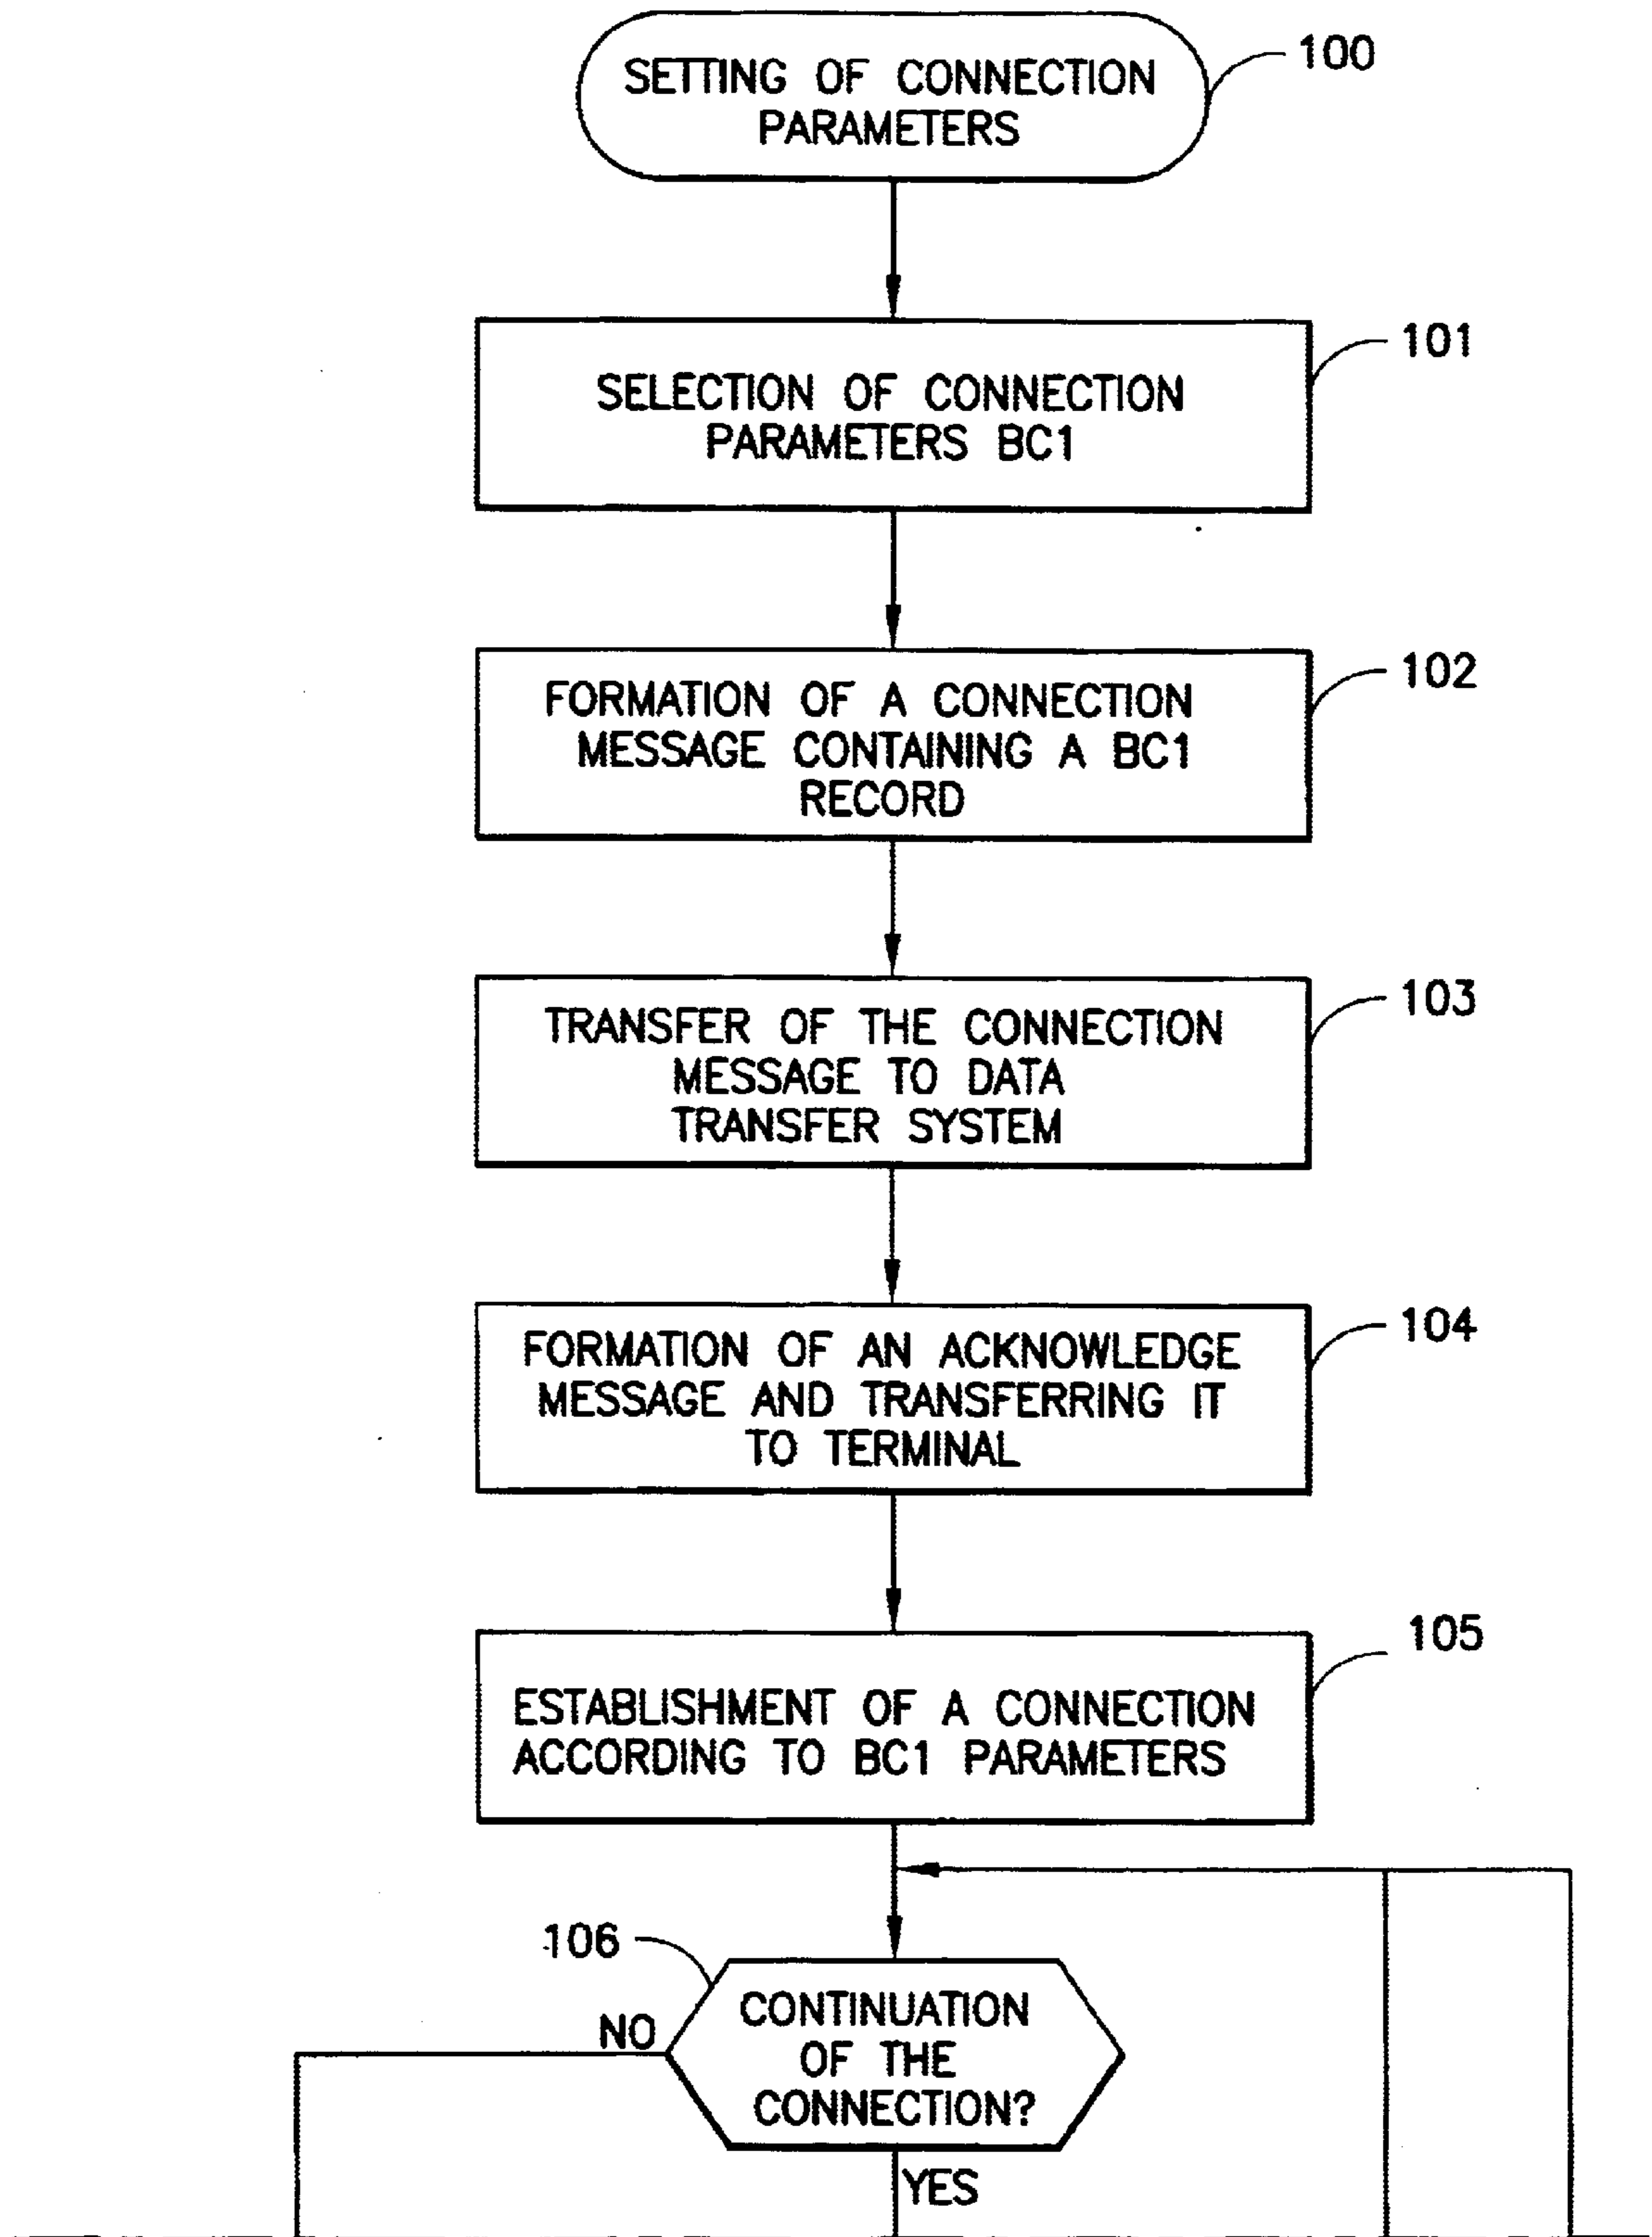 SETTING OF CONNECTION
PARAMETERS
100
SELECTION OF CONNECTION
PARAMETERS BC1
101
FORMATION OF A CONNECTION
MESSAGE CONTAINING A BC1
RECORD
102
TRANSFER OF THE CONNECTION
MESSAGE TO DATA
TRANSFER SYSTEM
103
FORMATION OF AN ACKNOWLEDGE
MESSAGE AND TRANSFERRING IT
TO TERMINAL
104
ESTABLISHMENT OF A CONNECTION
ACCORDING TO BC1 PARAMETERS
105
106
NO
CONTINUATION
OF THE
CONNECTION?
YES